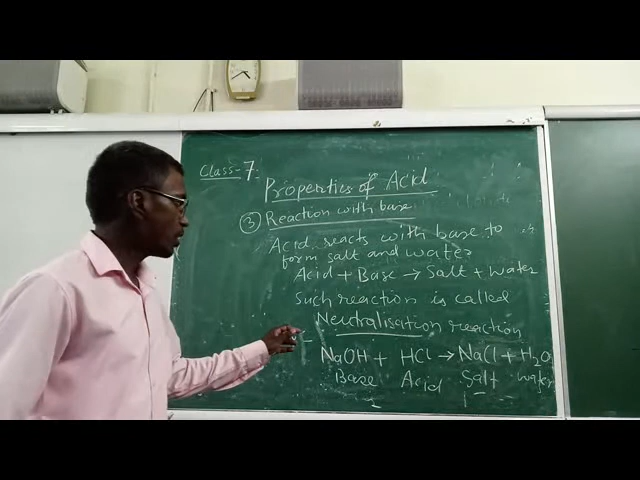 Class-7:
Properties of Acid
③ Reaction with base
Acid reacts with base to
form salt and water
Acid + Base → Salt + Water
Such reaction is called
Neutralisation reaction
NaOH + HCl → NaCl + H₂O
Base Acid Salt water